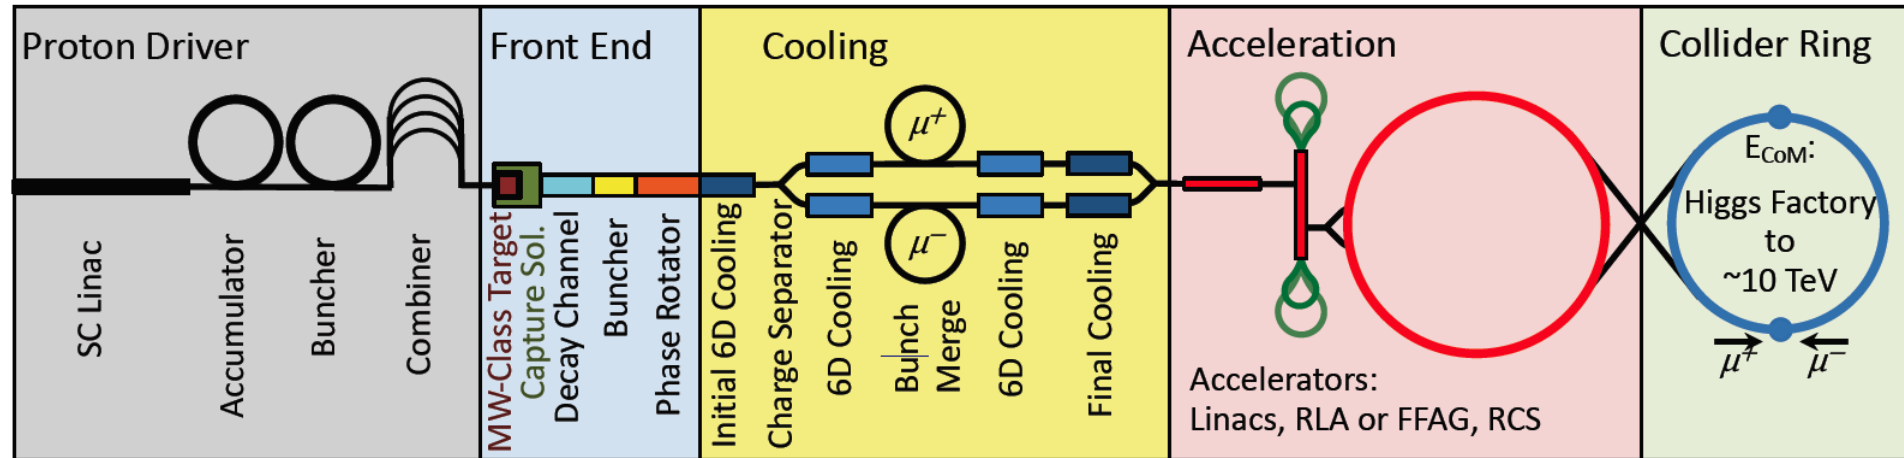 Proton Driver
SC Linac
Accumulator
Buncher
Combiner
Front End
MW-Class Target
Capture Sol.
Decay Channel
Buncher
Phase Rotator
Cooling
Initial 6D Cooling
Charge Separator
6D Cooling
μ+
μ−
Bunch
Merge
6D Cooling
Final Cooling
Acceleration
Accelerators:
Linacs, RLA or FFAG, RCS
Collider Ring
ECoM:
Higgs Factory
to
~10 TeV
μ+ μ−